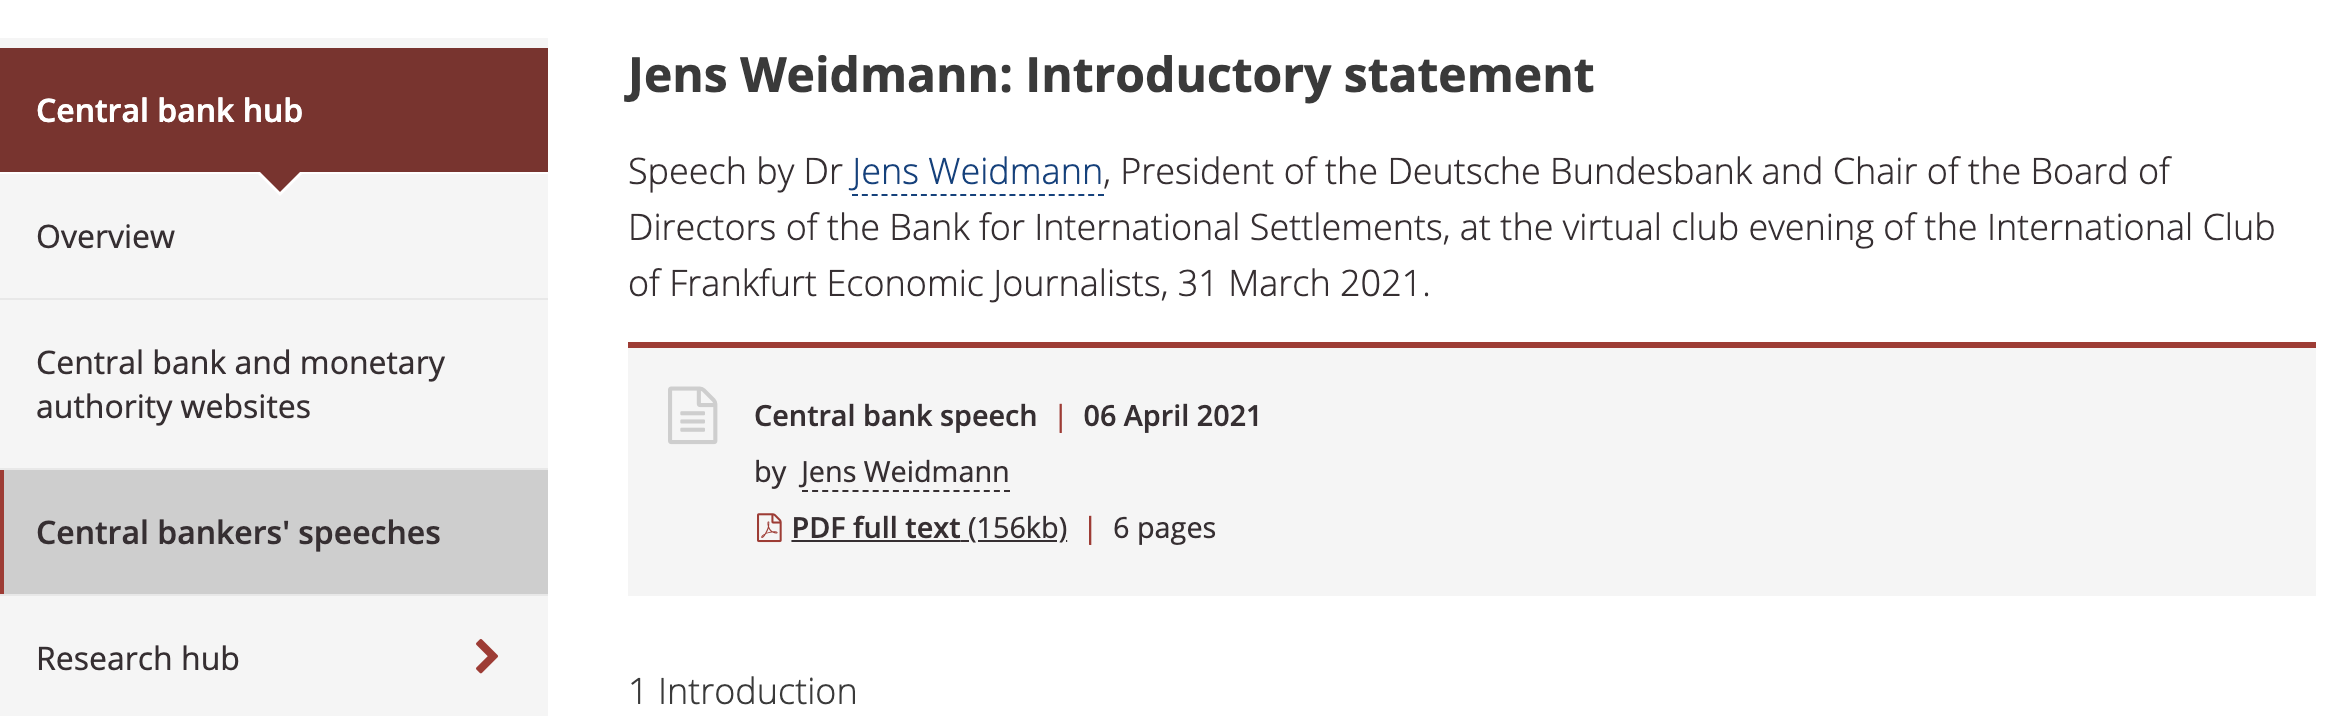 Central bank hub
Overview
Central bank and monetary
authority websites
Central bankers' speeches
Research hub
Jens Weidmann: Introductory statement
Speech by Dr Jens Weidmann, President of the Deutsche Bundesbank and Chair of the Board of
Directors of the Bank for International Settlements, at the virtual club evening of the International Club
of Frankfurt Economic Journalists, 31 March 2021.
Central bank speech | 06 April 2021
by Jens Weidmann
PDF full text (156kb) | 6 pages
1 Introduction